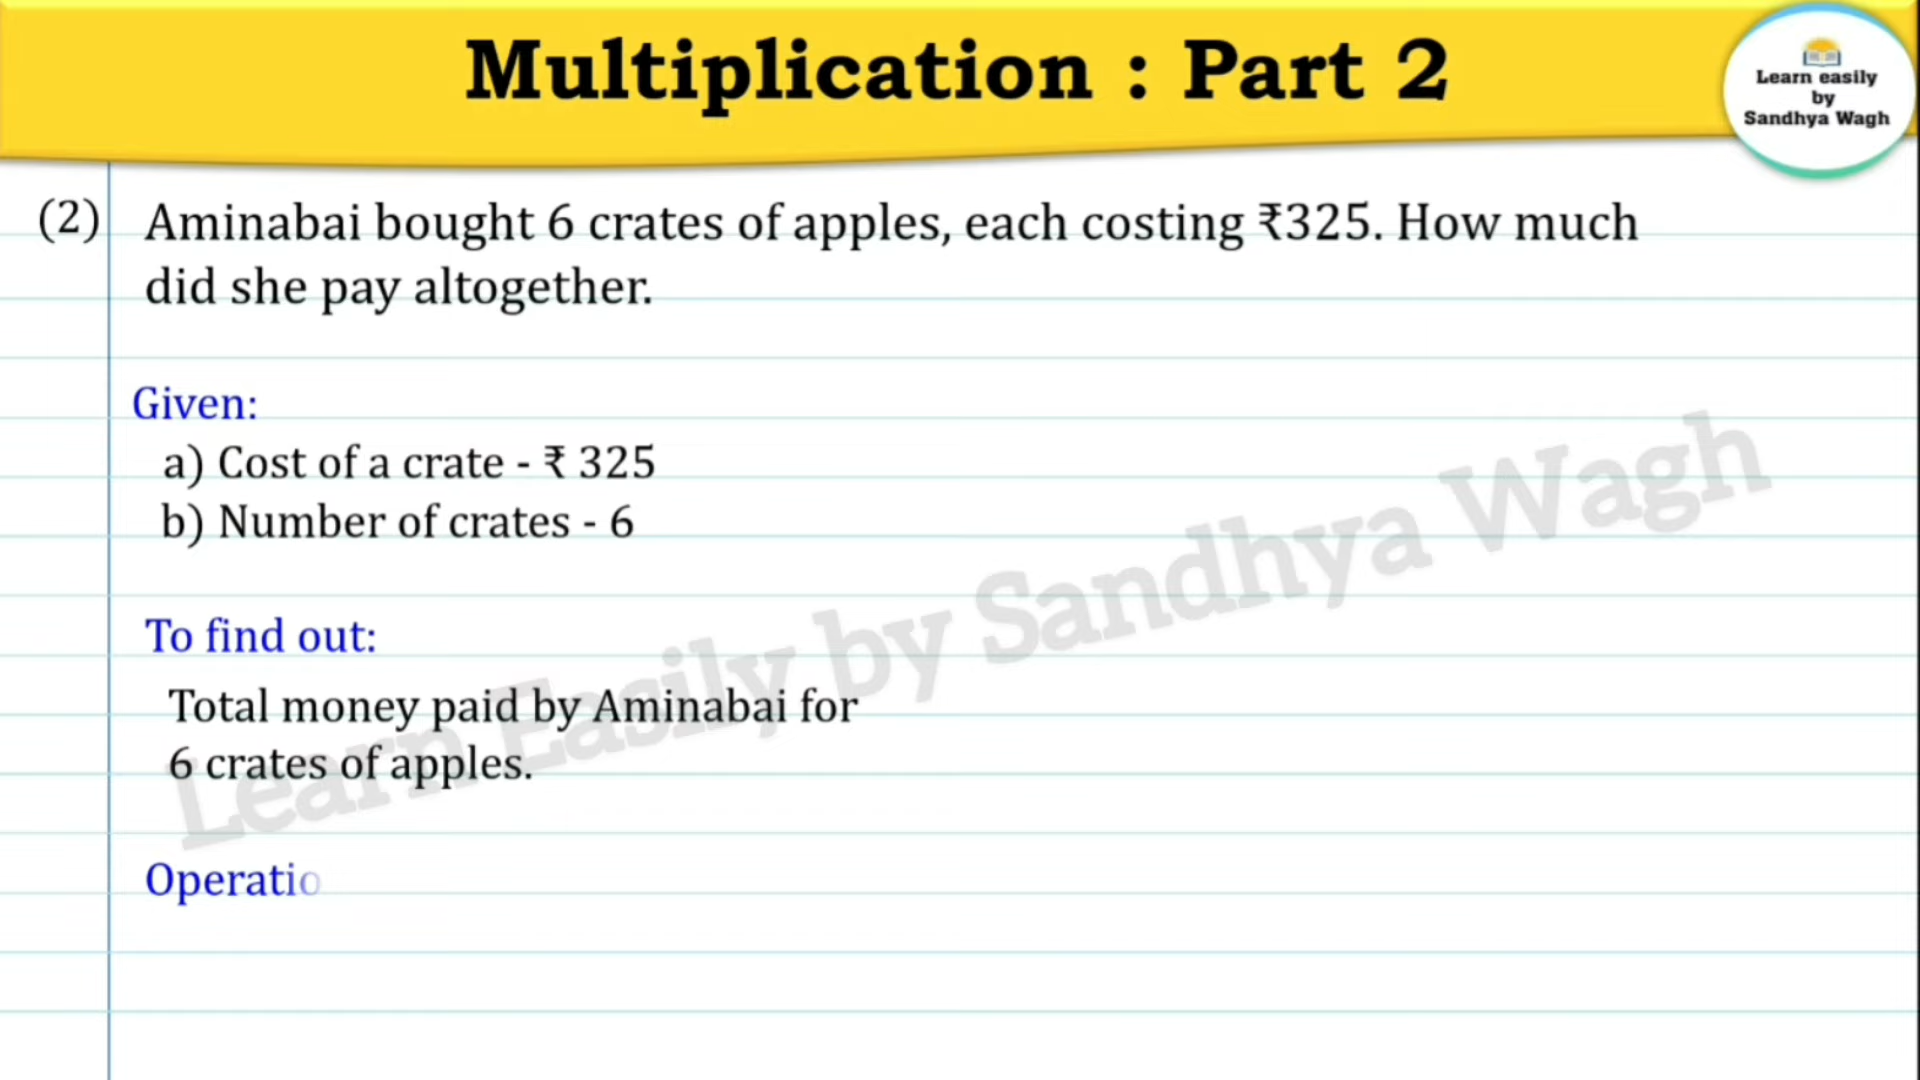 Multiplication : Part 2
Learn easily
by
Sandhya Wagh
(2) Aminabai bought 6 crates of apples, each costing ₹325. How much
did she pay altogether.
Given:
a) Cost of a crate - ₹ 325
b) Number of crates - 6
To find out:
Total money paid by Aminabai for
6 crates of apples.
Operatio
Learn Easily by Sandhya Wagh